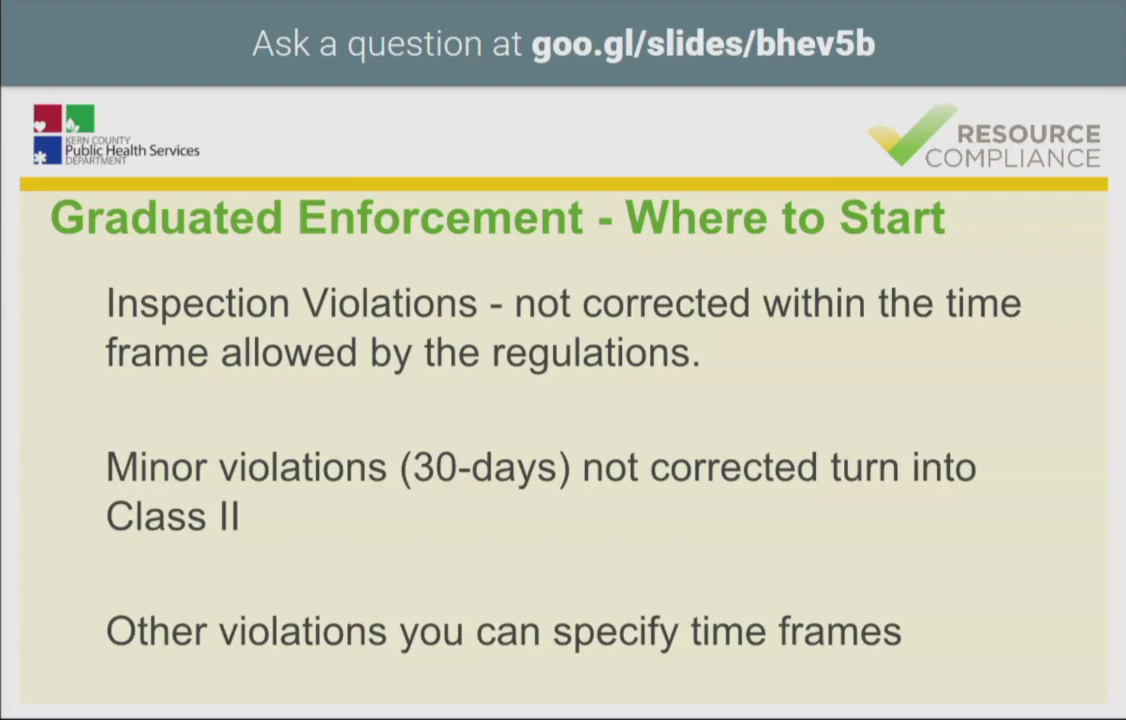 Ask a question at goo.gl/slides/bhev5b
KERN COUNTY
Public Health Services
DEPARTMENT
RESOURCE
COMPLIANCE
Graduated Enforcement - Where to Start
Inspection Violations - not corrected within the time
frame allowed by the regulations.
Minor violations (30-days) not corrected turn into
Class II
Other violations you can specify time frames